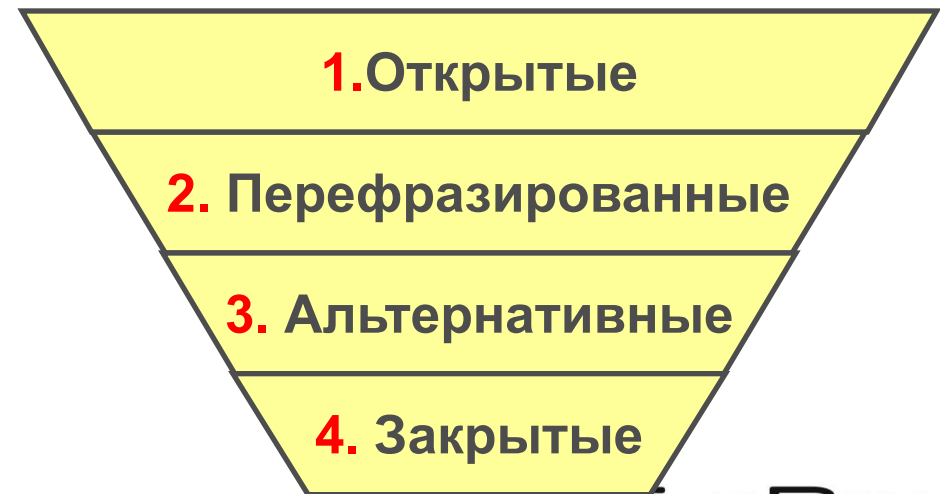 1.Открытые
2. Перефразированные
3. Альтернативные
4. Закрытые